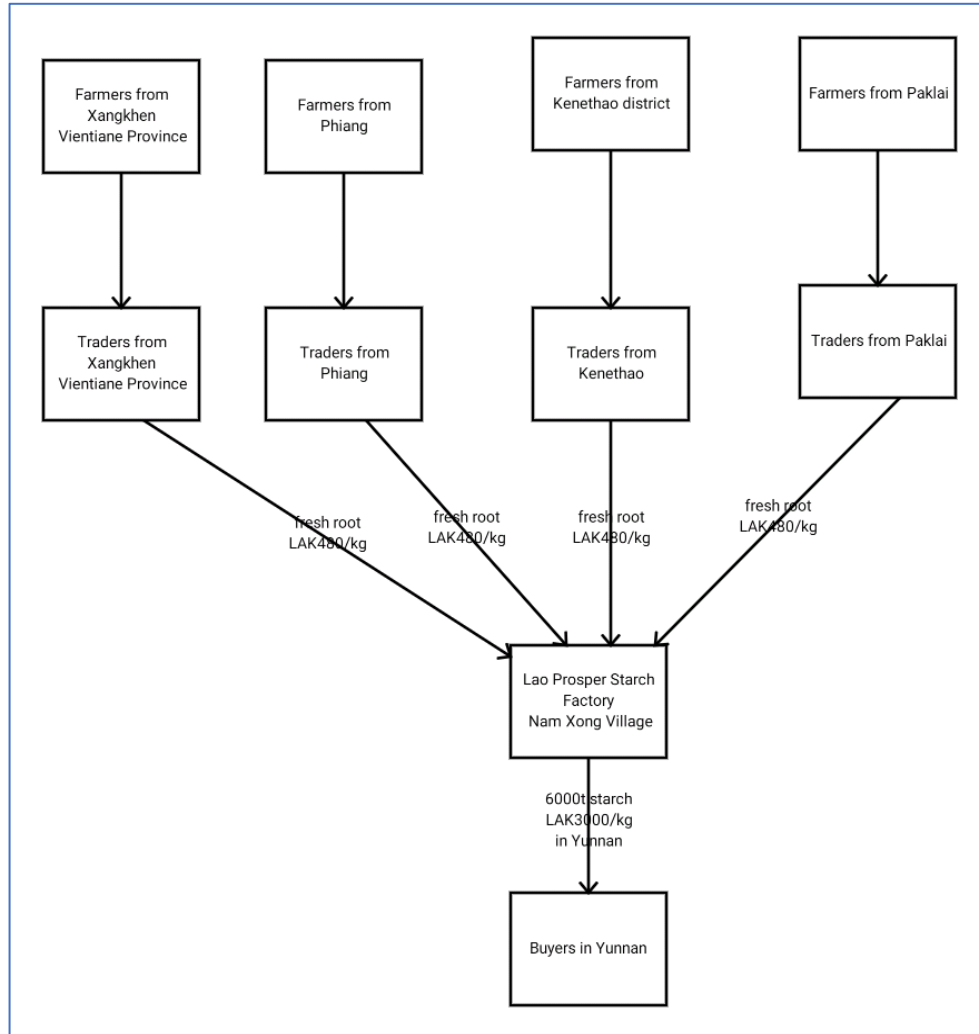 Farmers from
Xangkhen
Vientiane Province
Farmers from
Phiang
Farmers from
Kenethao district
Farmers from Paklai
Traders from
Xangkhen
Vientiane Province
Traders from
Phiang
Traders from
Kenethao
Traders from Paklai
fresh root
LAK480/kg
fresh root
LAK480/kg
fresh root
LAK480/kg
fresh root
LAK480/kg
Lao Prosper Starch
Factory
Nam Xong Village
6000t starch
LAK3000/kg
in Yunnan
Buyers in Yunnan